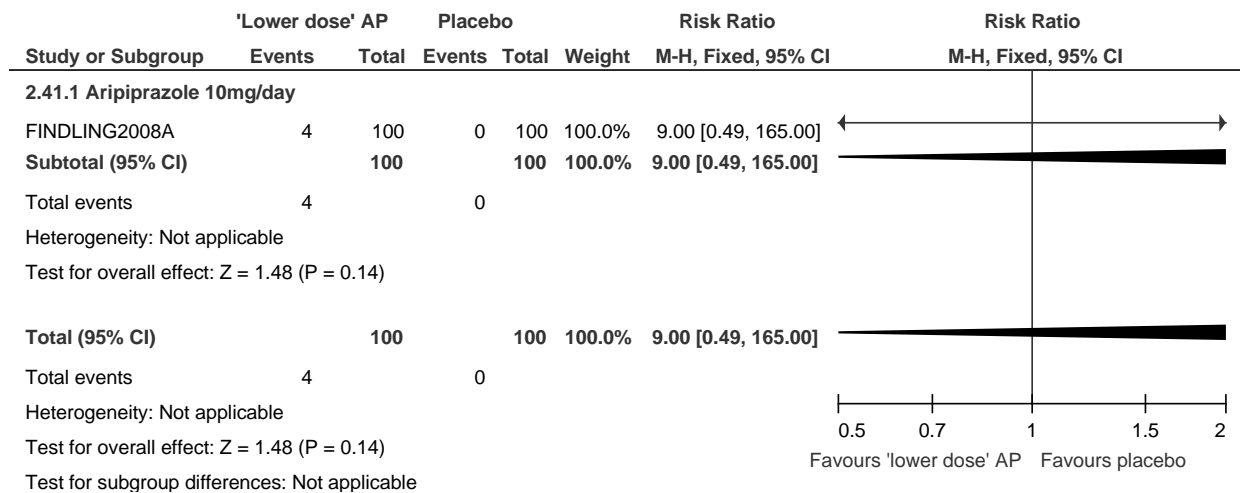 'Lower dose' AP Placebo Risk Ratio Risk Ratio
Study or Subgroup Events Total Events Total Weight M-H, Fixed, 95% CI M-H, Fixed, 95% CI
2.41.1 Aripiprazole 10mg/day
FINDLING2008A 4 100 0 100 100.0% 9.00 [0.49, 165.00]
Subtotal (95% CI) 100 100 100.0% 9.00 [0.49, 165.00]
Total events 4 0
Heterogeneity: Not applicable
Test for overall effect: Z = 1.48 (P = 0.14)
Total (95% CI) 100 100 100.0% 9.00 [0.49, 165.00]
Total events 4 0
Heterogeneity: Not applicable
Test for overall effect: Z = 1.48 (P = 0.14)
Test for subgroup differences: Not applicable
0.5 0.7 1 1.5 2
Favours 'lower dose' AP Favours placebo